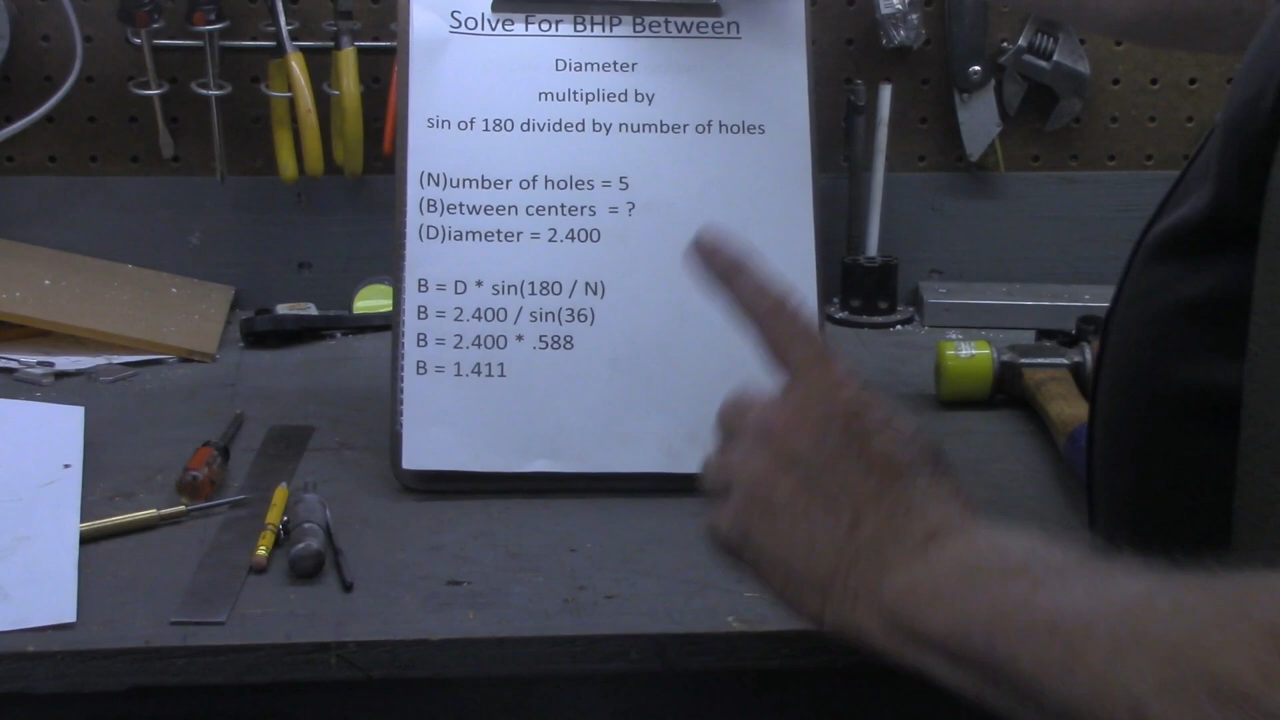 Solve For BHP Between
Diameter
multiplied by
sin of 180 divided by number of holes
(N)umber of holes = 5
(B)etween centers = ?
(D)iameter = 2.400
B = D * sin(180 / N)
B = 2.400 / sin(36)
B = 2.400 * .588
B = 1.411